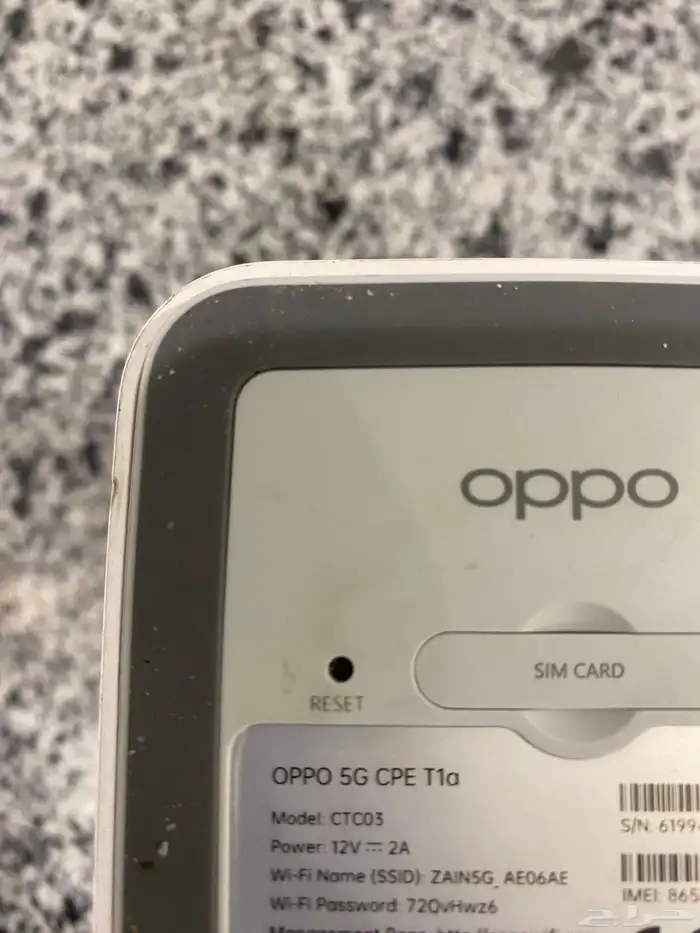 oppo
SIM CARD
RESET
OPPO 5G CPE T1a
Model: CTC03
Power: 12V ⎓ 2A
S/N: 6199
Wi-Fi Name (SSID): ZAIN5G_AE06AE
IMEI: 865
Wi-Fi Password: 72QvHwz6
حراج